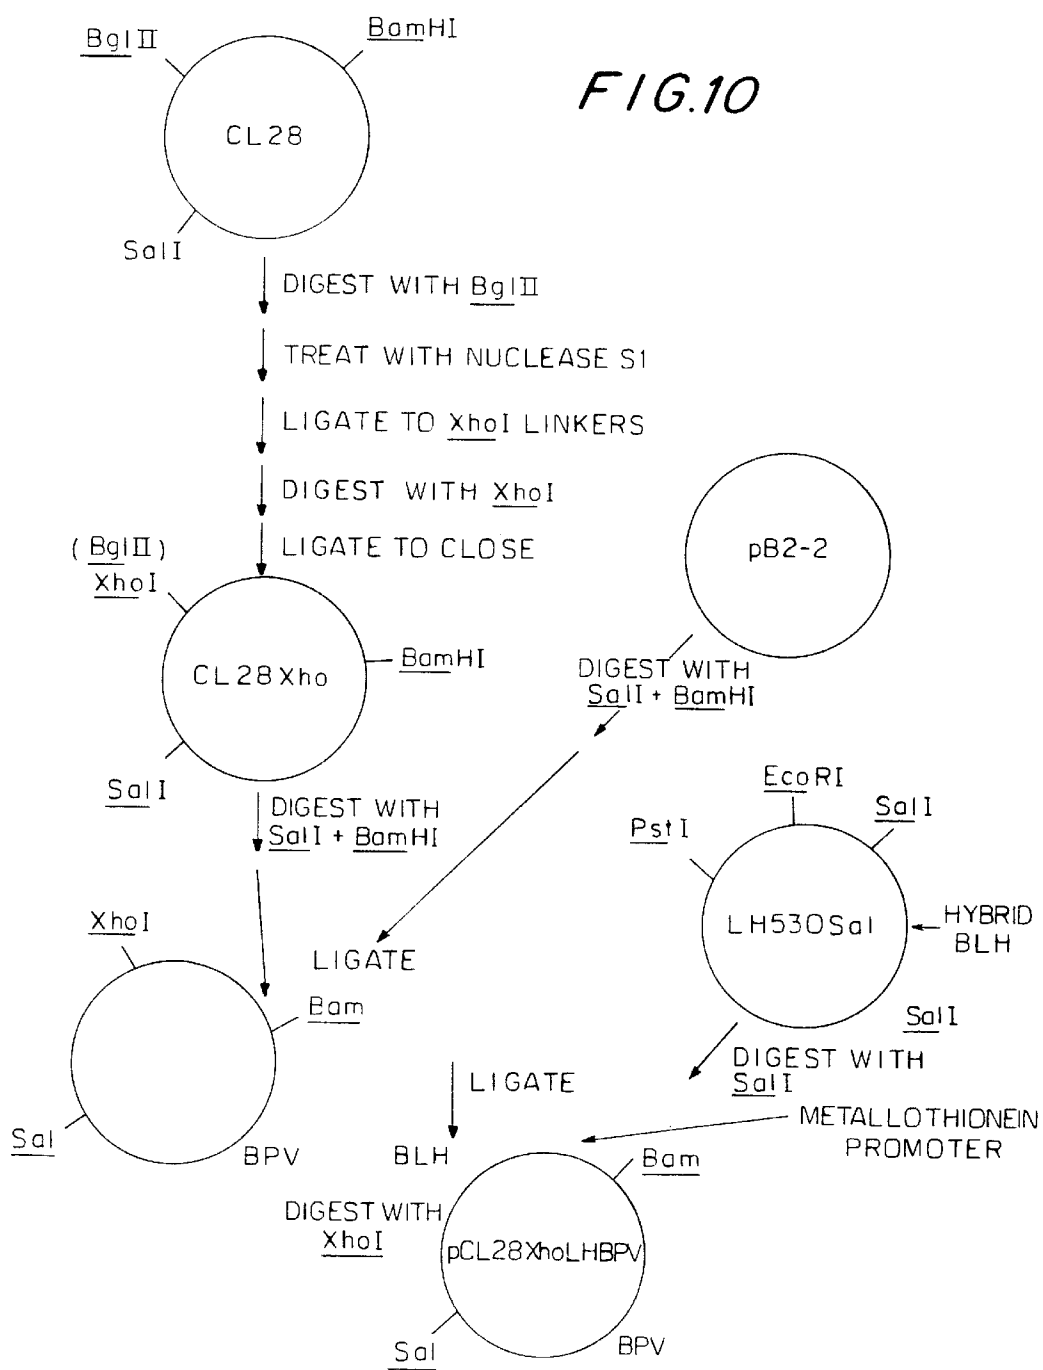 FIG.10
BglII
BamHI
CL28
SalI
DIGEST WITH BglII
TREAT WITH NUCLEASE S1
LIGATE TO XhoI LINKERS
DIGEST WITH XhoI
LIGATE TO CLOSE
(BglII)
XhoI
CL28Xho
BamHI
SalI
pB2-2
DIGEST WITH
SalI + BamHI
DIGEST WITH
SalI + BamHI
EcoRI
SalI
PstI
LH530Sal
HYBRID
BLH
SalI
DIGEST WITH
SalI
XhoI
LIGATE
Bam
Sal
BPV
LIGATE
METALLOTHIONEIN
PROMOTER
BLH
Bam
DIGEST WITH
XhoI
pCL28XhoLHBPV
Sal
BPV